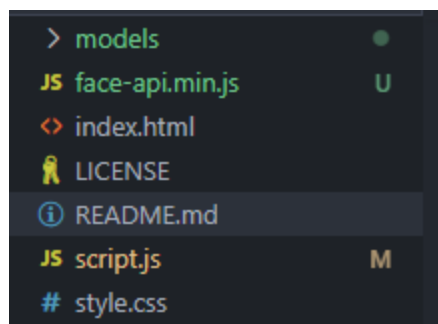 models
JS face-api.min.js U
<> index.html
LICENSE
README.md
JS script.js M
# style.css